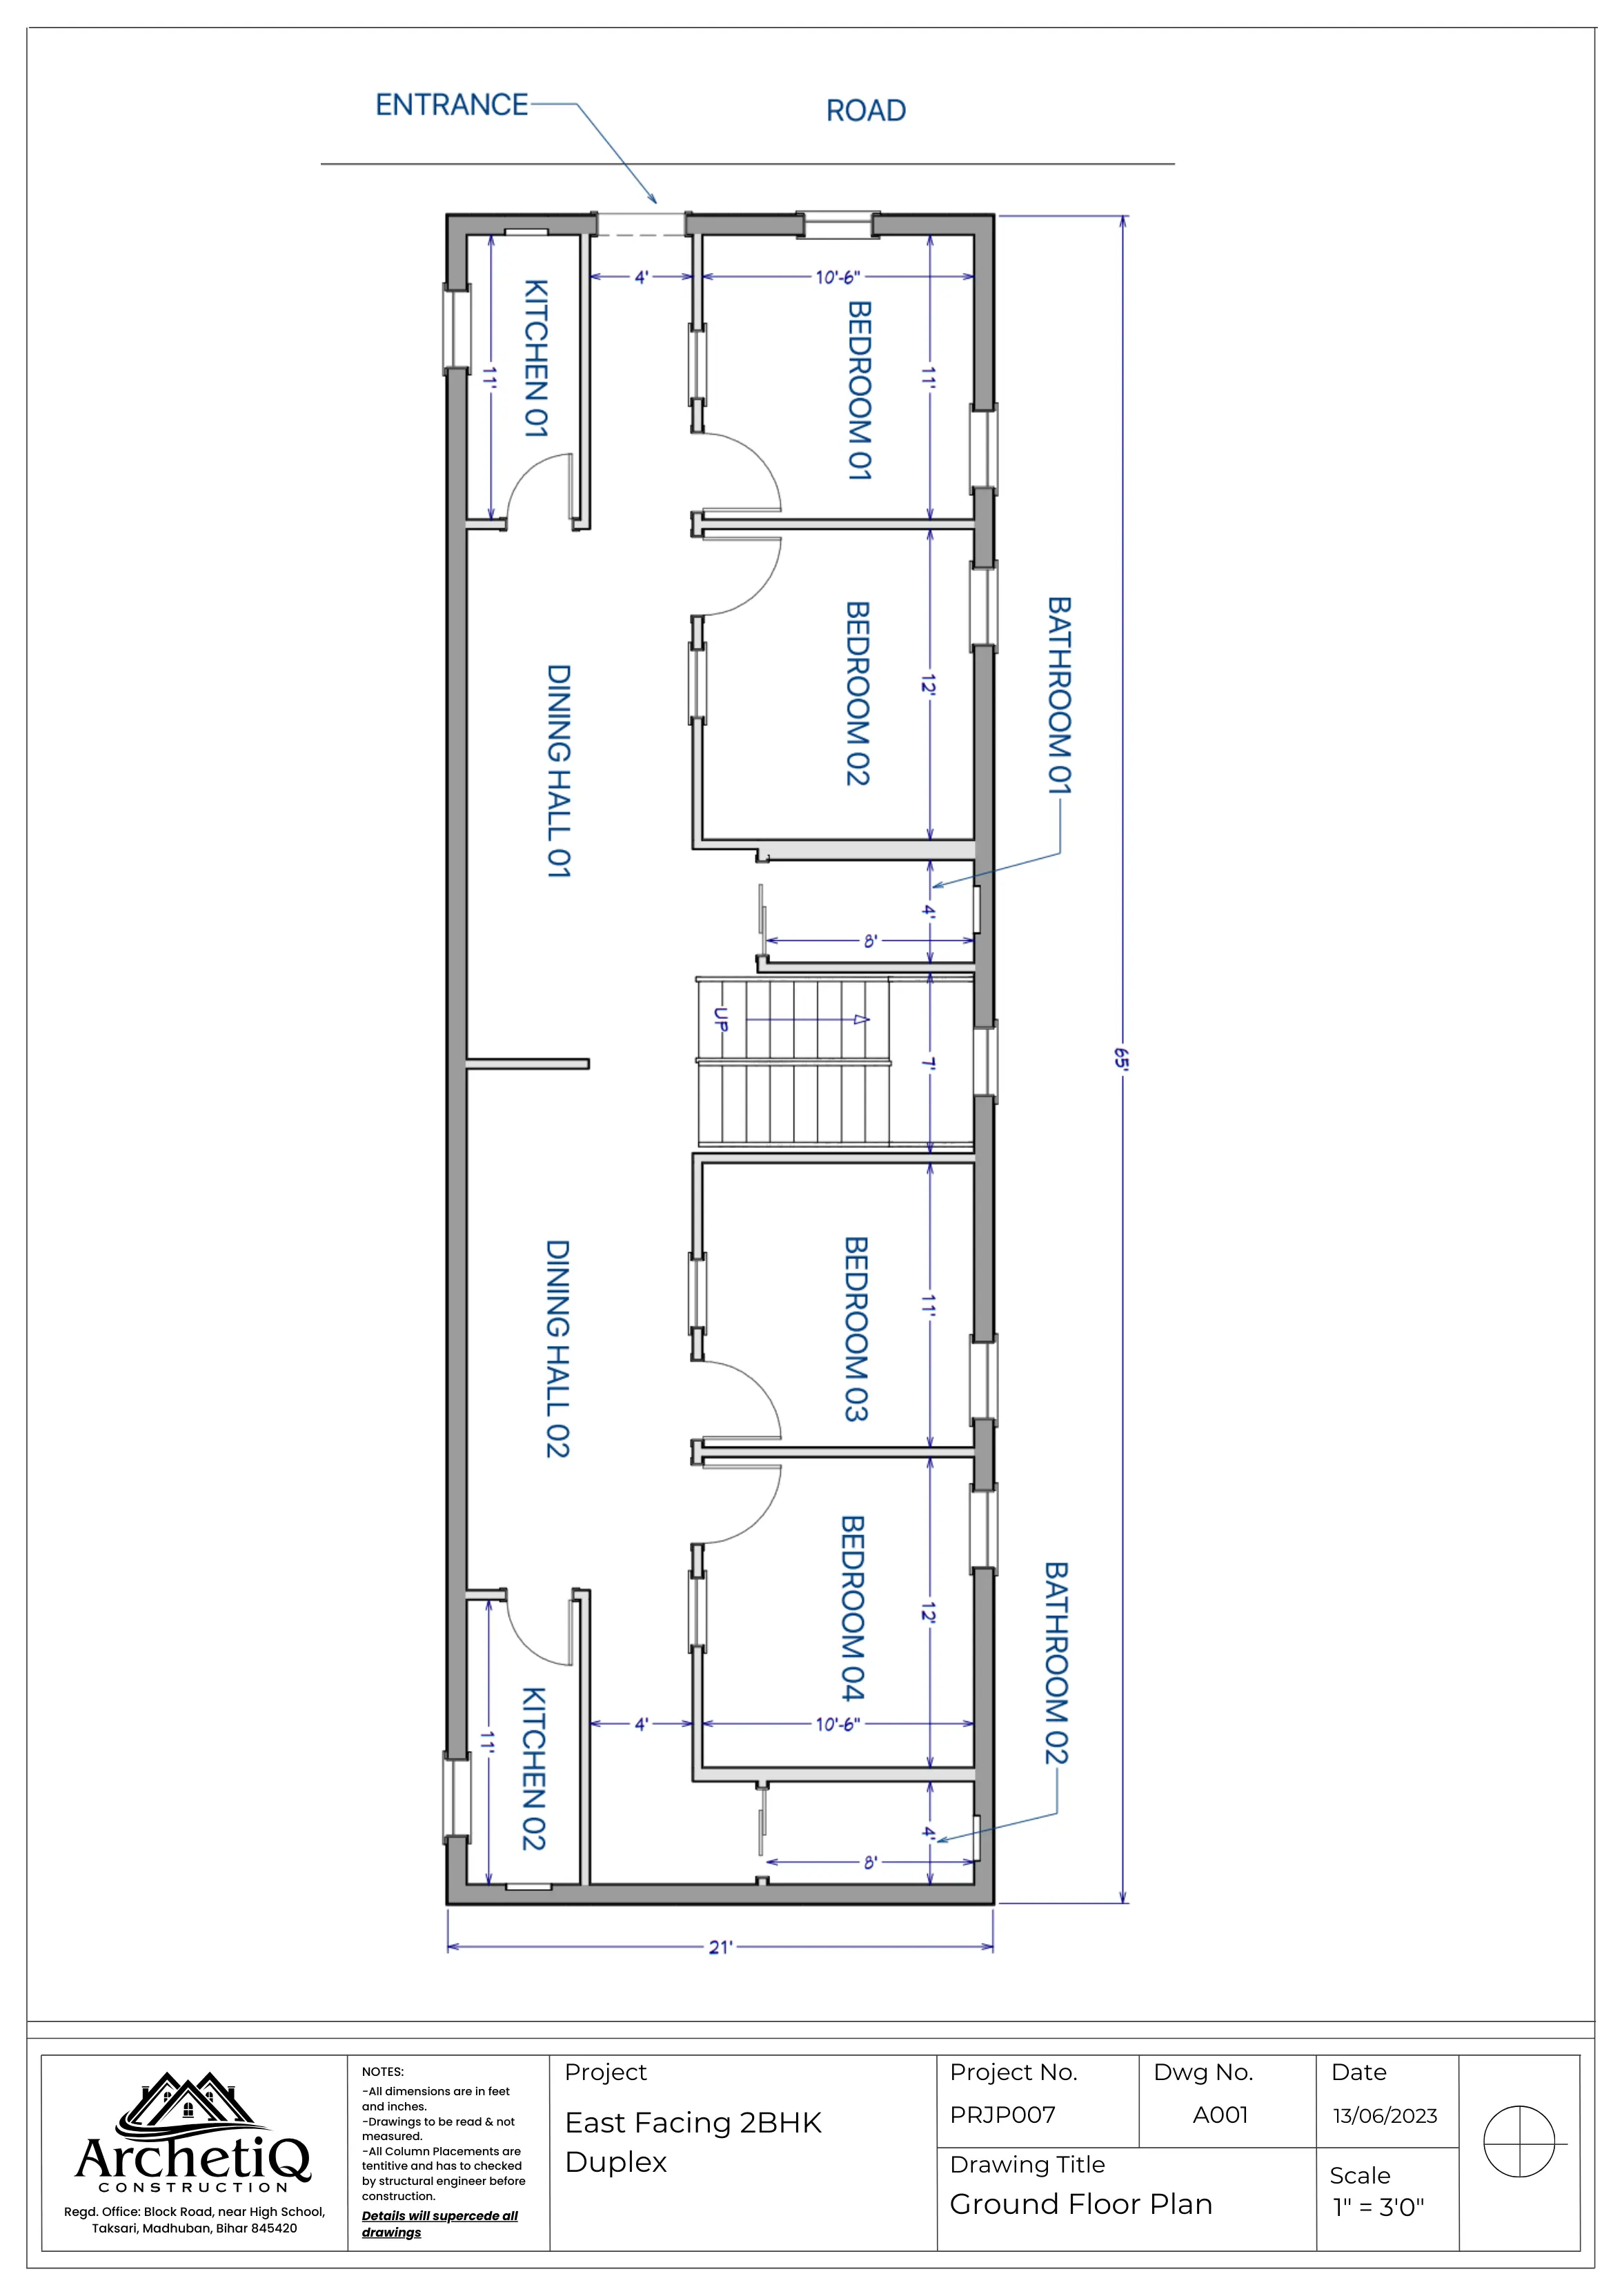 ENTRANCE
ROAD
4'
10'-6"
KITCHEN 01
11'
BEDROOM 01
11'
BEDROOM 02
12'
BATHROOM 01
DINING HALL 01
4'
8'
UP
7'
65'
BEDROOM 03
11'
DINING HALL 02
BEDROOM 04
12'
BATHROOM 02
KITCHEN 02
11'
4'
10'-6"
4'
8'
21'
ArchetiQ
CONSTRUCTION
Regd. Office: Block Road, near High School,
Taksari, Madhuban, Bihar 845420
NOTES:
-All dimensions are in feet
and inches.
-Drawings to be read & not
measured.
-All Column Placements are
tentitive and has to checked
by structural engineer before
construction.
Details will supercede all
drawings
Project
East Facing 2BHK
Duplex
Project No.
PRJP007
Dwg No.
A001
Date
13/06/2023
Drawing Title
Ground Floor Plan
Scale
1" = 3'0"